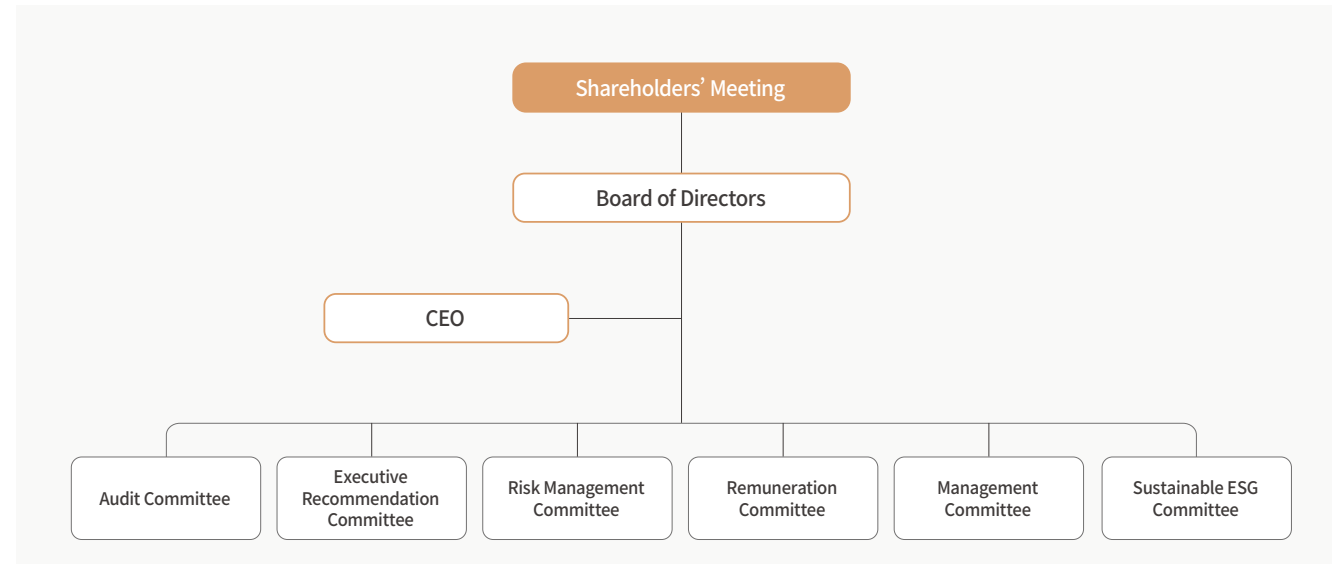 Shareholders’ Meeting
Board of Directors
CEO
Audit Committee
Executive
Recommendation
Committee
Risk Management
Committee
Remuneration
Committee
Management
Committee
Sustainable ESG
Committee